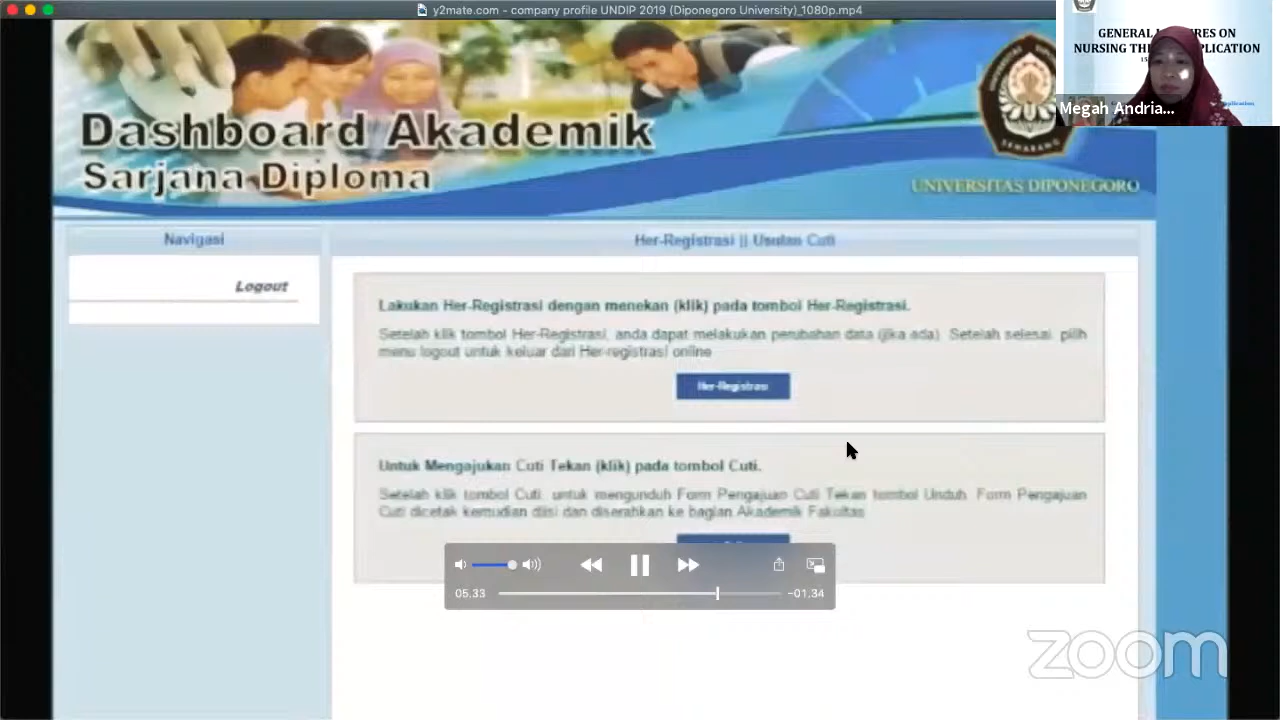 y2mate.com - company profile UNDIP 2019 (Diponegoro University)_1080p.mp4
GENERAL
RES ON
NURSING
PLICATION
Megah Andria...
Dashboard Akademik
Sarjana Diploma
SEMARANG
UNIVERSITAS DIPONEGORO
Navigasi
Logout
Her-Registrasi || Usulan Cuti
Lakukan Her-Registrasi dengan menekan (klik) pada tombol Her-Registrasi.
Setelah klik tombol Her-Registrasi, anda dapat melakukan perubahan data (jika ada). Setelah selesai, pilih
menu logout untuk keluar dari Her-registrasi online
Her-Registrasi
Untuk Mengajukan Cuti Tekan (klik) pada tombol Cuti.
Setelah klik tombol Cuti, untuk mengunduh Form Pengajuan Cuti Tekan tombol Unduh. Form Pengajuan
Cuti dicetak kemudian diisi dan diserahkan ke bagian Akademik Fakultas
05.33
−01.34
zoom